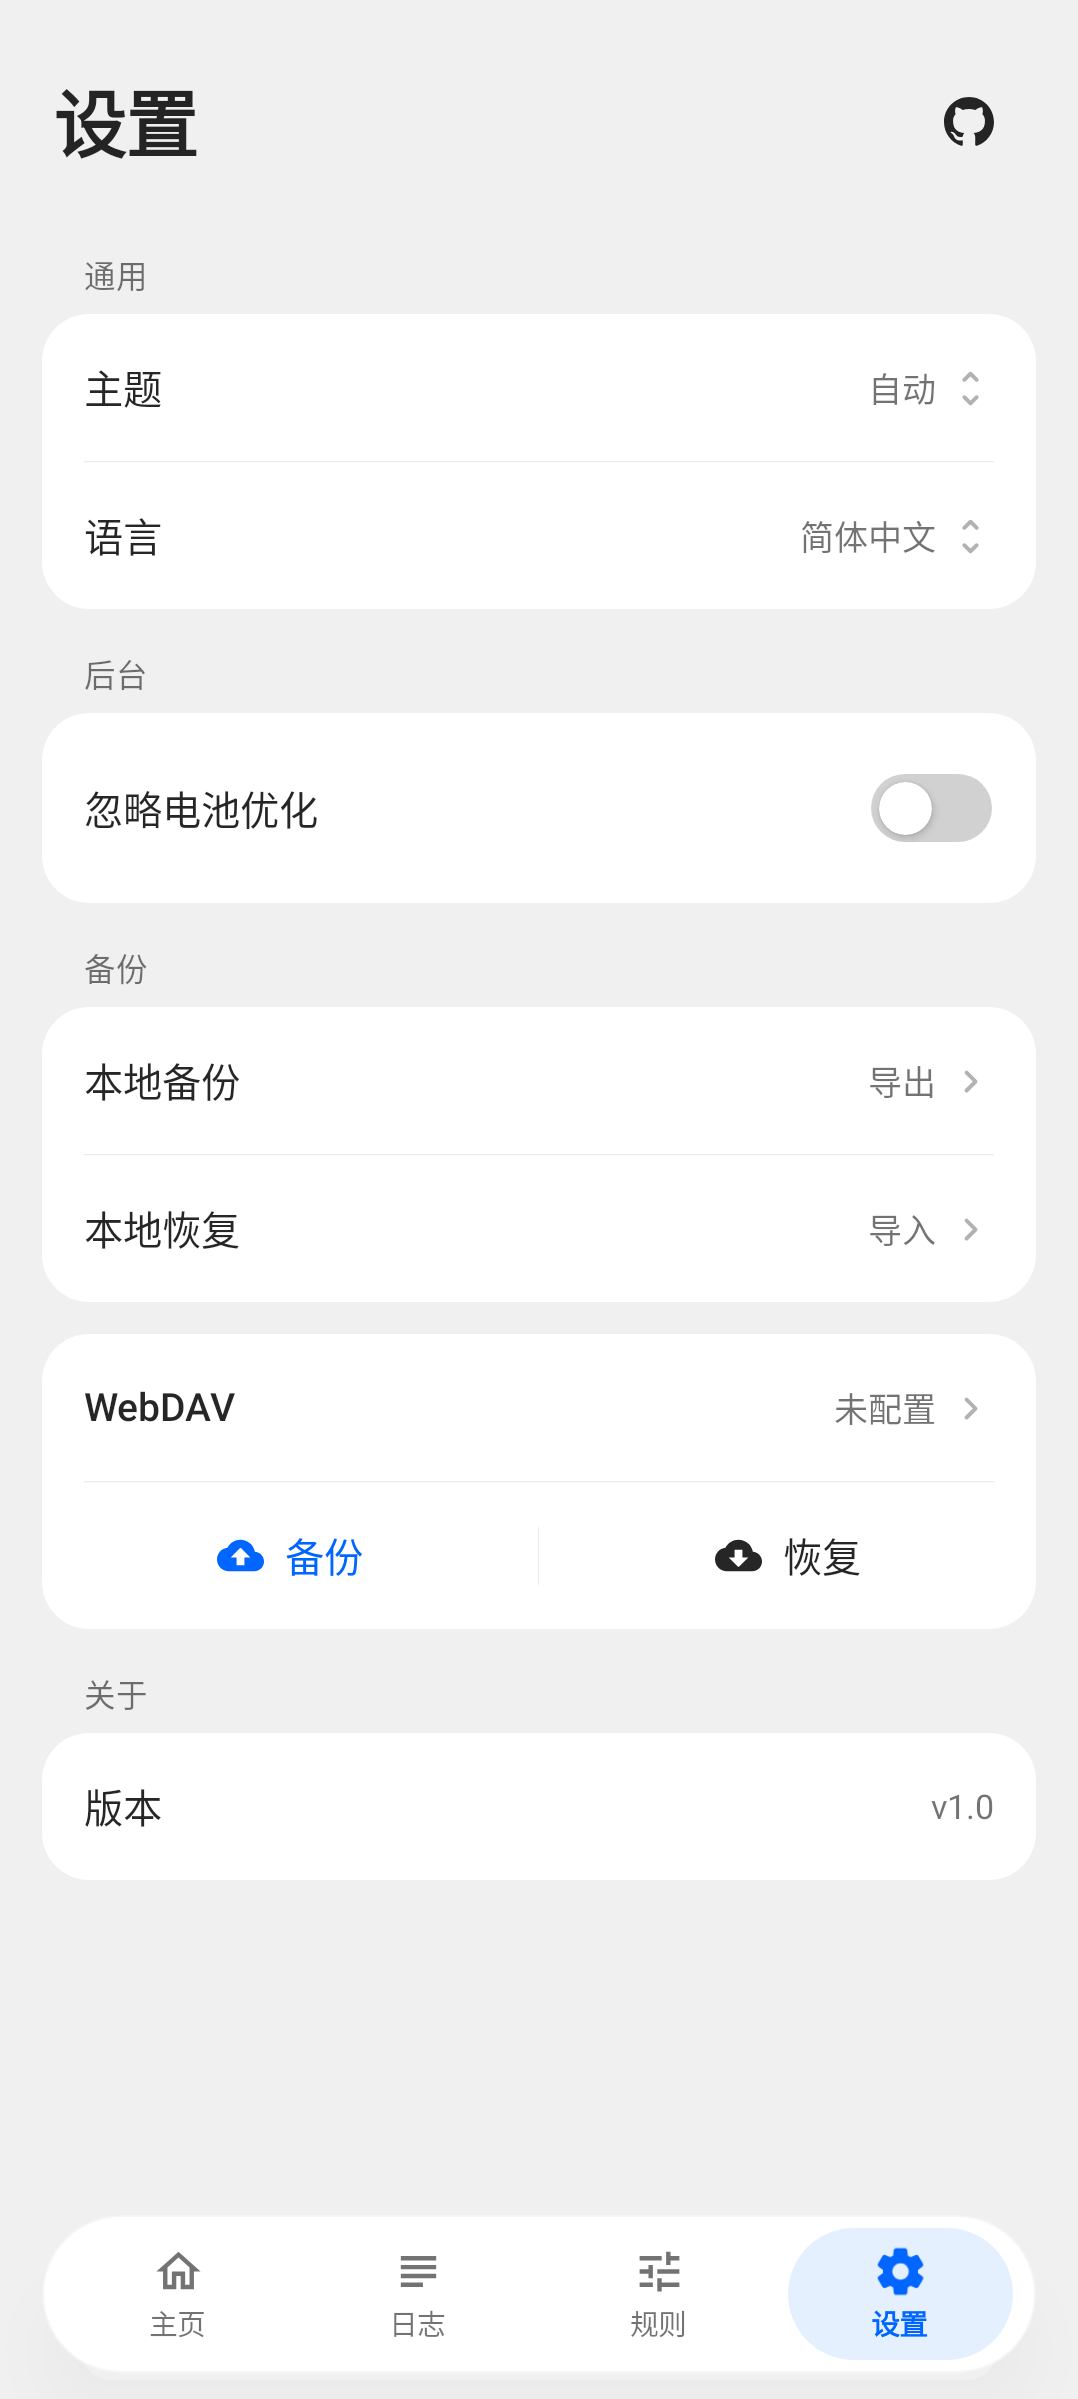 设置
通用
主题 自动
语言 简体中文
后台
忽略电池优化
备份
本地备份 导出
本地恢复 导入
WebDAV 未配置
备份 恢复
关于
版本 v1.0
主页 日志 规则 设置